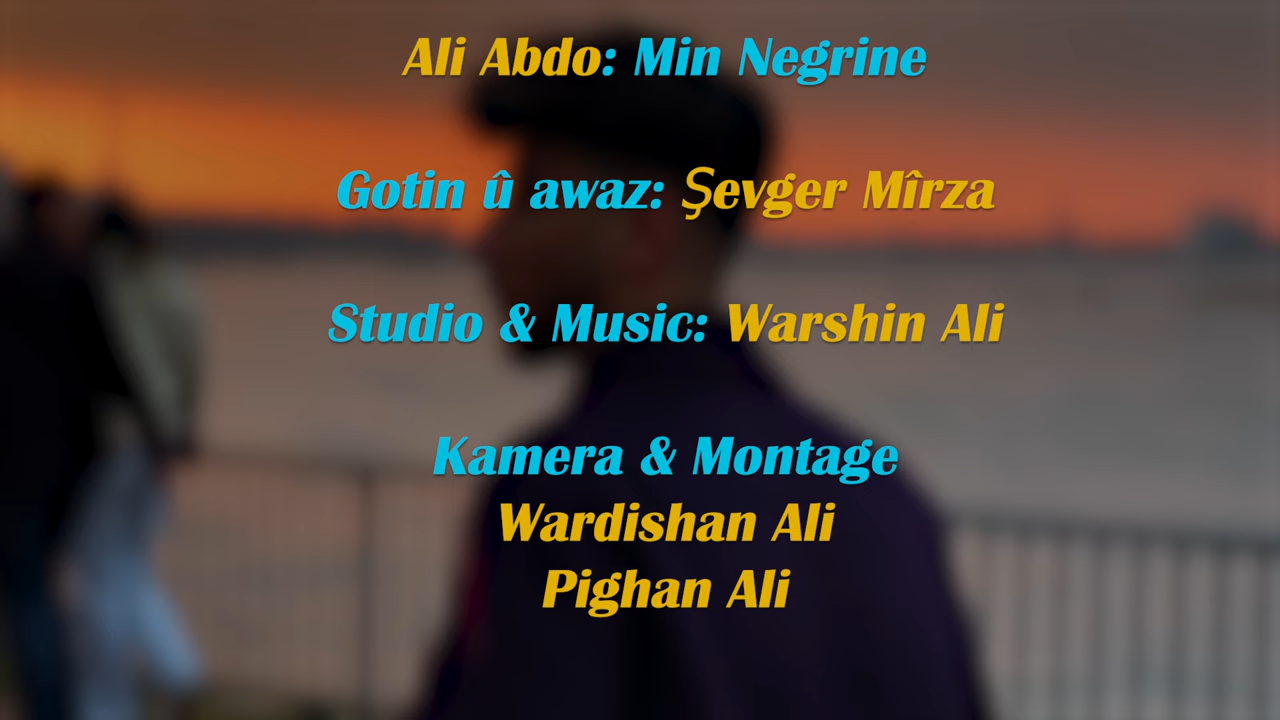 Ali Abdo: Min Negrine
Gotin û awaz: Şevger Mîrza
Studio & Music: Warshin Ali
Kamera & Montage
Wardishan Ali
Pighan Ali